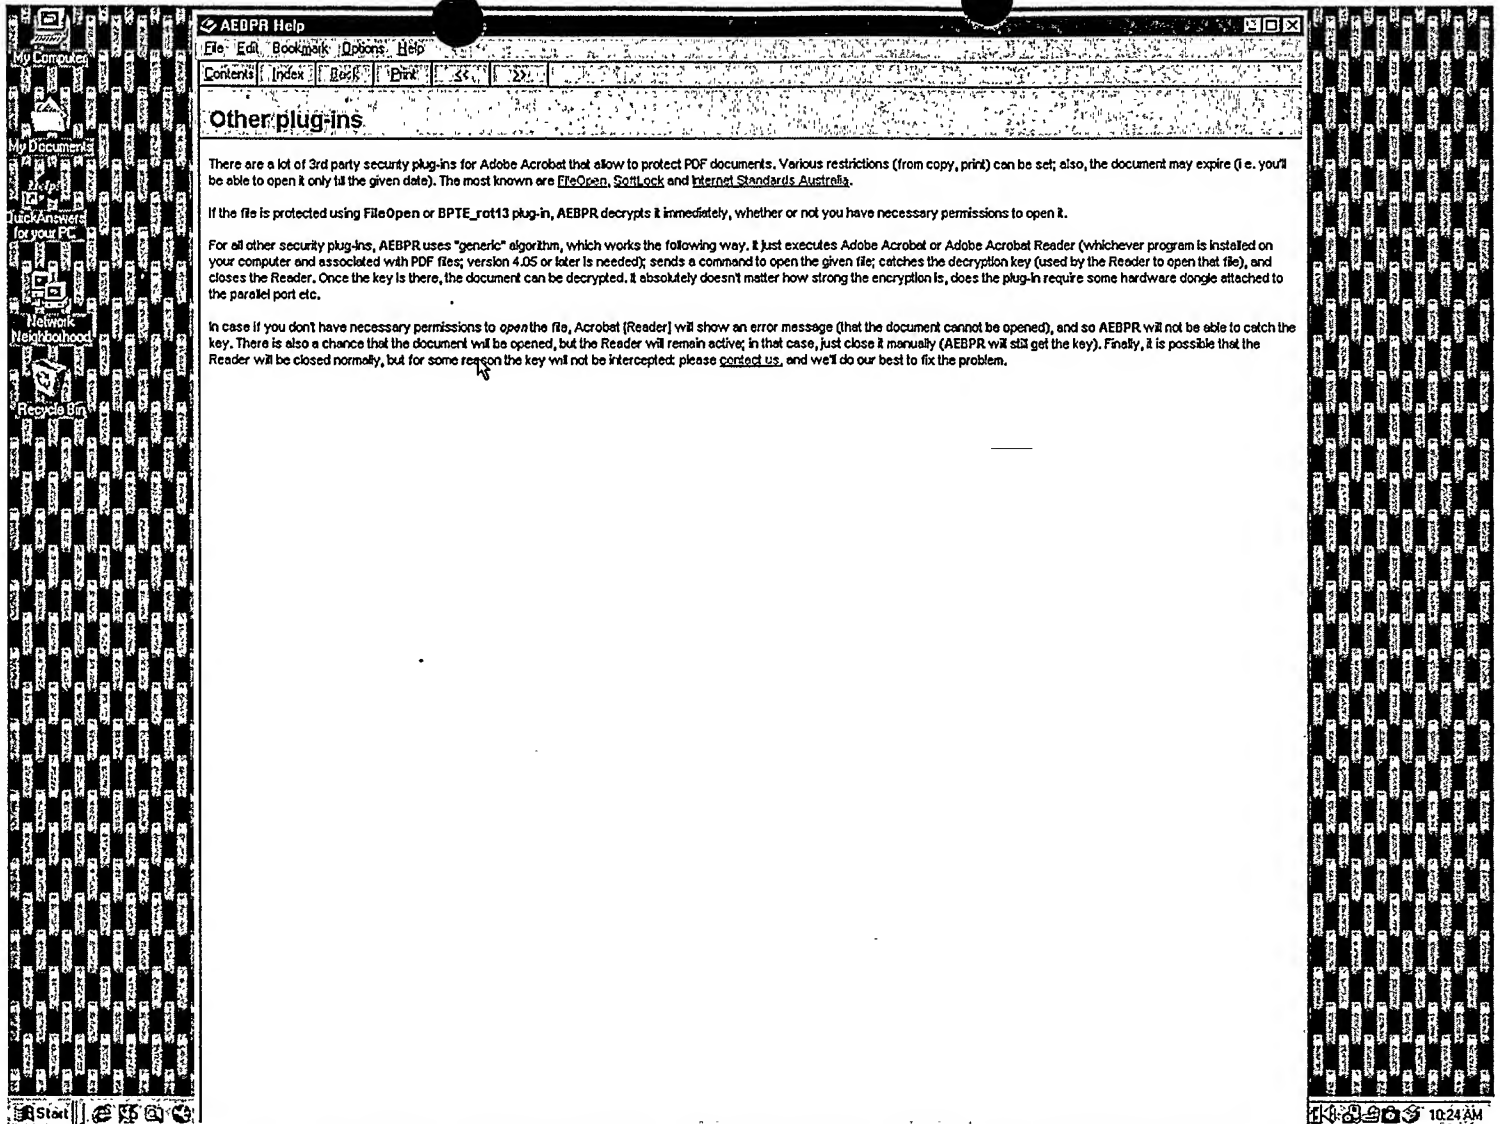 My Computer
My Documents
QuickAnswers
for your PC
Network
Neighborhood
Recycle Bin
AEBPR Help
File Edit Bookmark Options Help
Contents Index Back Print << >>
Other plug-ins
There are a lot of 3rd party security plug-ins for Adobe Acrobat that allow to protect PDF documents. Various restrictions (from copy, print) can be set; also, the document may expire (i.e. you'll
be able to open it only till the given date). The most known are FileOpen, SoftLock and Internet Standards Australia.
If the file is protected using FileOpen or BPTE_rot13 plug-in, AEBPR decrypts it immediately, whether or not you have necessary permissions to open it.
For all other security plug-ins, AEBPR uses "generic" algorithm, which works the following way. It just executes Adobe Acrobat or Adobe Acrobat Reader (whichever program is installed on
your computer and associated with PDF files; version 4.05 or later is needed); sends a command to open the given file; catches the decryption key (used by the Reader to open that file), and
closes the Reader. Once the key is there, the document can be decrypted. It absolutely doesn't matter how strong the encryption is, does the plug-in require some hardware dongle attached to
the parallel port etc.
In case if you don't have necessary permissions to open the file, Acrobat [Reader] will show an error message (that the document cannot be opened), and so AEBPR will not be able to catch the
key. There is also a chance that the document will be opened, but the Reader will remain active; in that case, just close it manually (AEBPR will still get the key). Finally, it is possible that the
Reader will be closed normally, but for some reason the key will not be intercepted: please contact us, and we'll do our best to fix the problem.
Start
10:24 AM